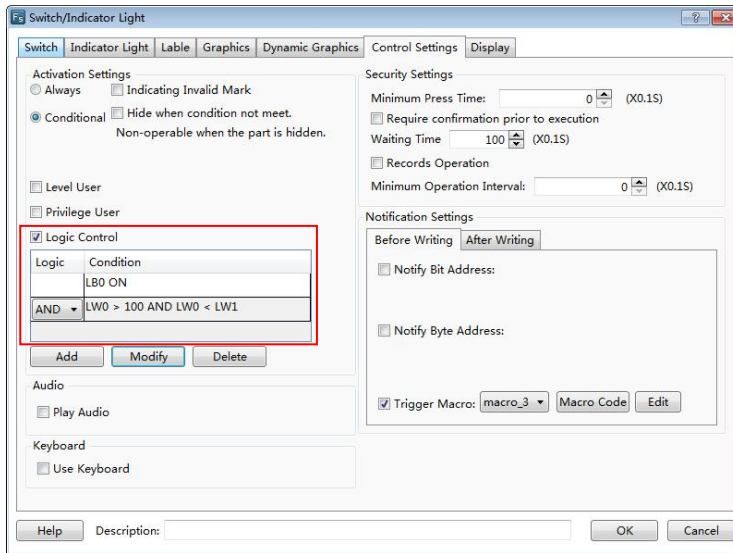 Fs Switch/Indicator Light
Switch Indicator Light Lable Graphics Dynamic Graphics Control Settings Display
Activation Settings
Always Indicating Invalid Mark
Conditional Hide when condition not meet.
Non-operable when the part is hidden.
Level User
Privilege User
Logic Control
Logic Condition
LB0 ON
AND LW0 > 100 AND LW0 < LW1
Add Modify Delete
Audio
Play Audio
Keyboard
Use Keyboard
Security Settings
Minimum Press Time: 0 (X0.1S)
Require confirmation prior to execution
Waiting Time 100 (X0.1S)
Records Operation
Minimum Operation Interval: 0 (X0.1S)
Notification Settings
Before Writing After Writing
Notify Bit Address:
Notify Byte Address:
Trigger Macro: macro_3 Macro Code Edit
Help Description: OK Cancel